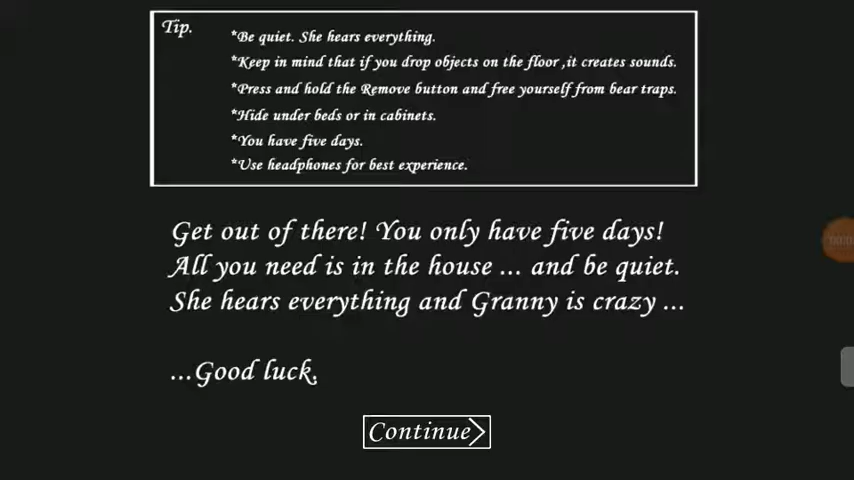 Tip.
*Be quiet. She hears everything.
*Keep in mind that if you drop objects on the floor ,it creates sounds.
*Press and hold the Remove button and free yourself from bear traps.
*Hide under beds or in cabinets.
*You have five days.
*Use headphones for best experience.
Get out of there! You only have five days!
All you need is in the house ... and be quiet.
She hears everything and Granny is crazy ...
...Good luck.
Continue